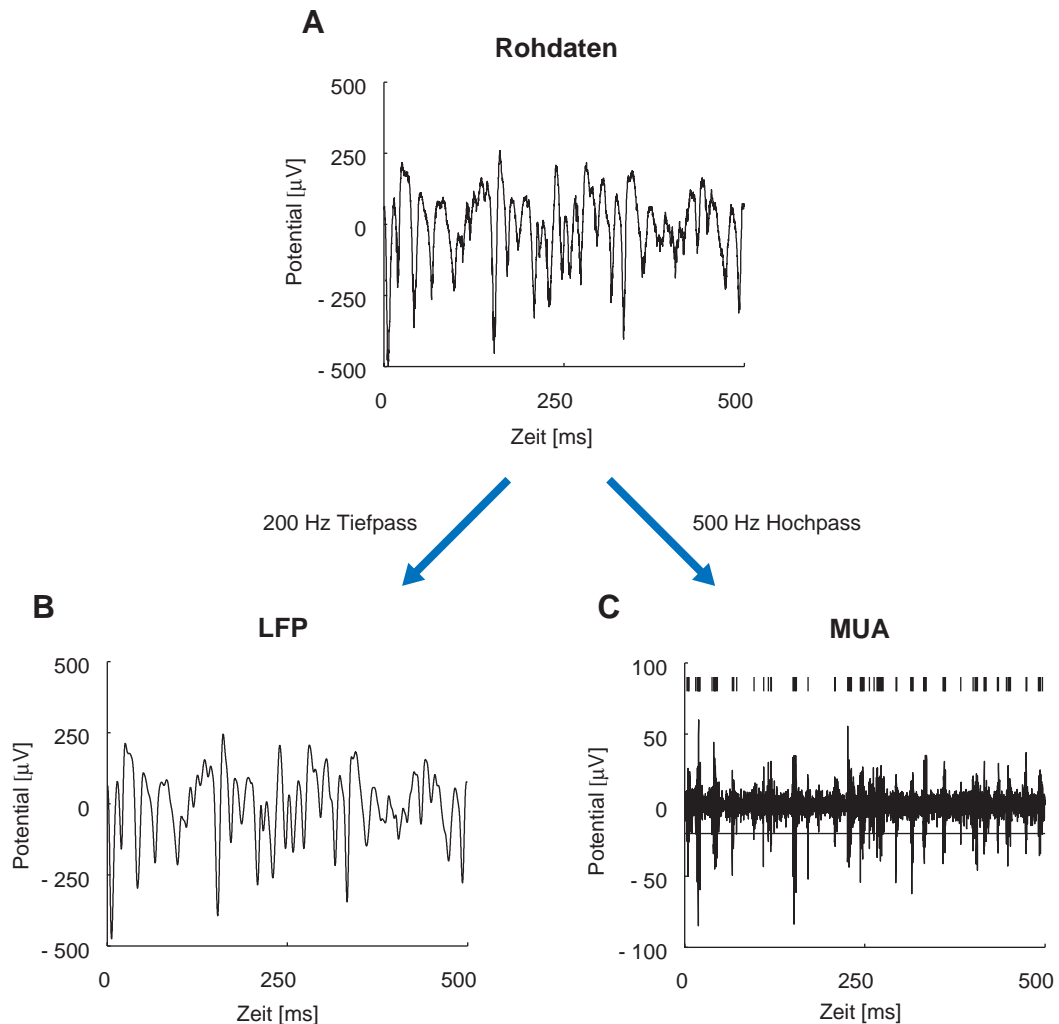 A
Rohdaten
500
250
0
- 250
- 500
Potential [µV]
0 250 500
Zeit [ms]
200 Hz Tiefpass
500 Hz Hochpass
B
LFP
500
250
0
- 250
- 500
Potential [µV]
0 250 500
Zeit [ms]
C
MUA
100
50
0
- 50
- 100
Potential [µV]
0 250 500
Zeit [ms]